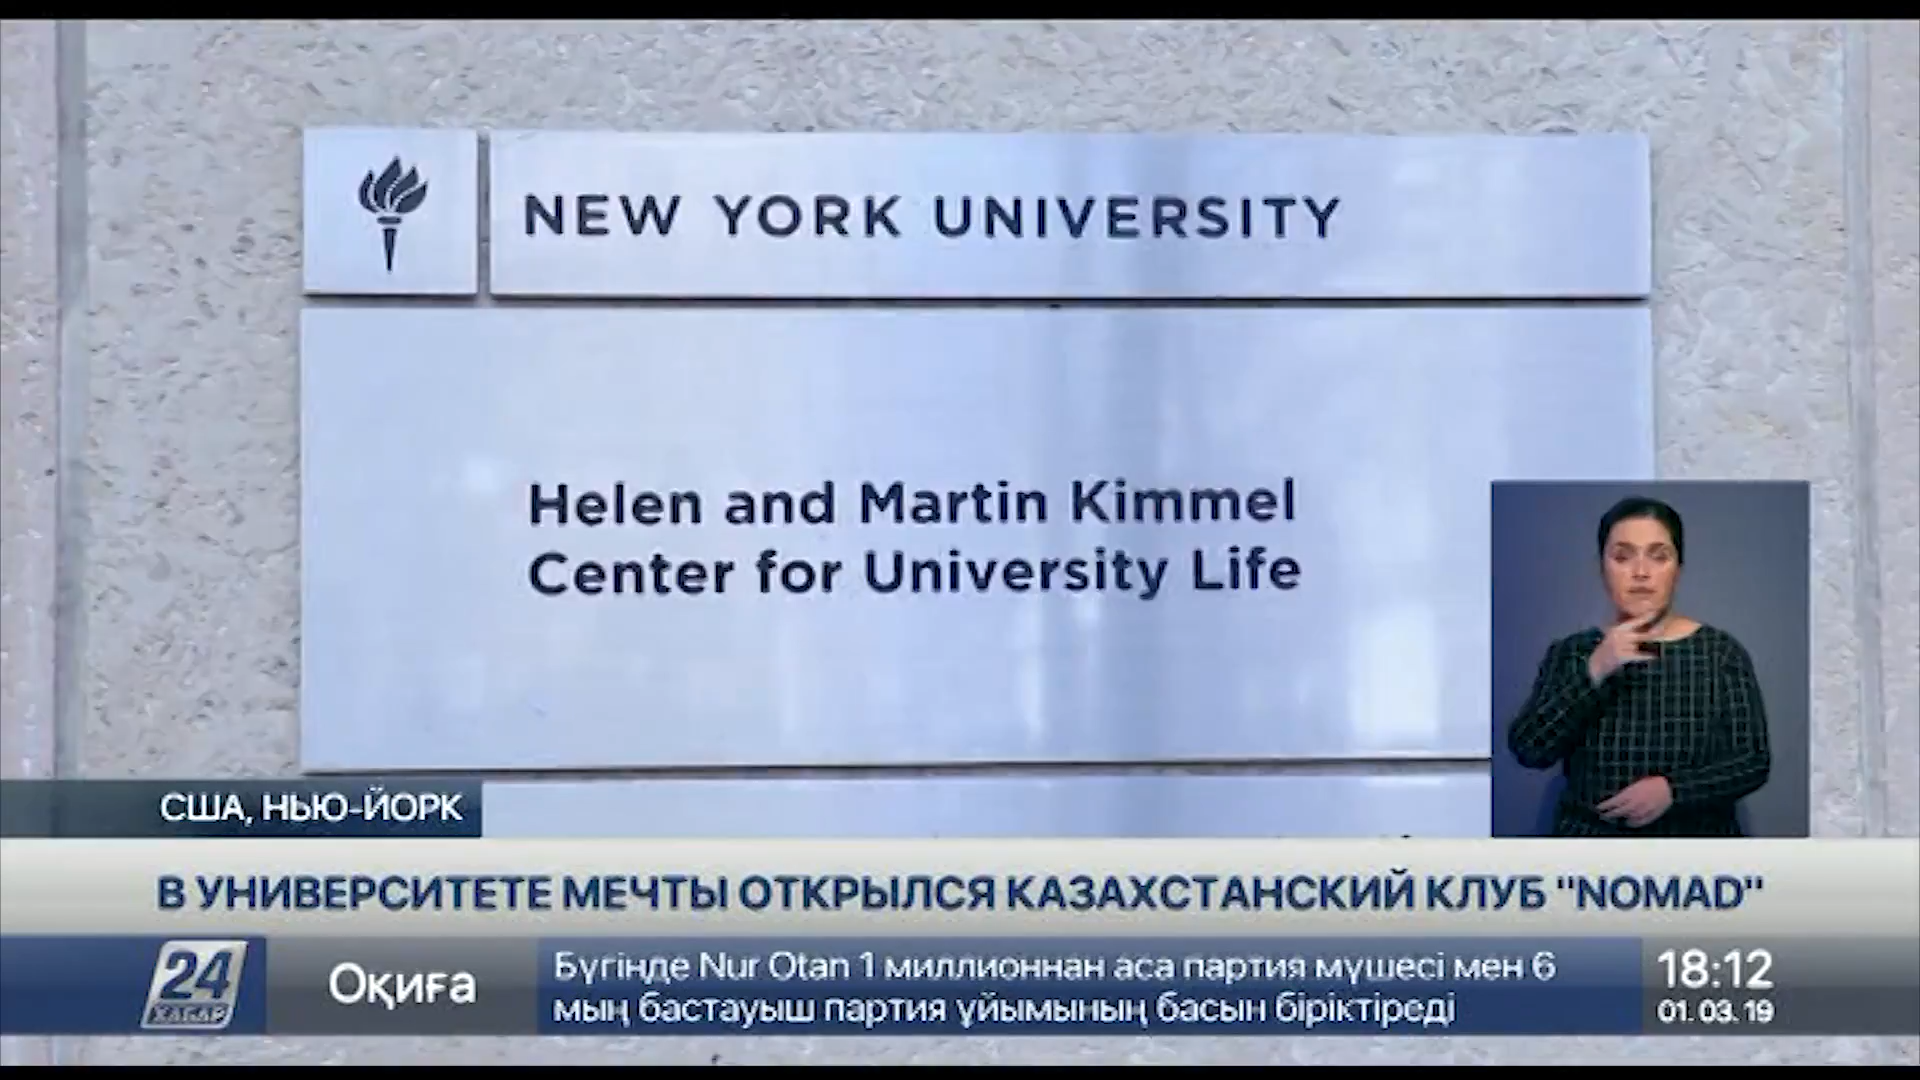 NEW YORK UNIVERSITY
Helen and Martin Kimmel
Center for University Life
США, НЬЮ-ЙОРК
В УНИВЕРСИТЕТЕ МЕЧТЫ ОТКРЫЛСЯ КАЗАХСТАНСКИЙ КЛУБ "NOMAD"
24
ХАБАР
Оқиға
Бүгінде Nur Otan 1 миллионнан аса партия мүшесі мен 6
мың бастауыш партия ұйымының басын біріктіреді
18:12
01.03.19